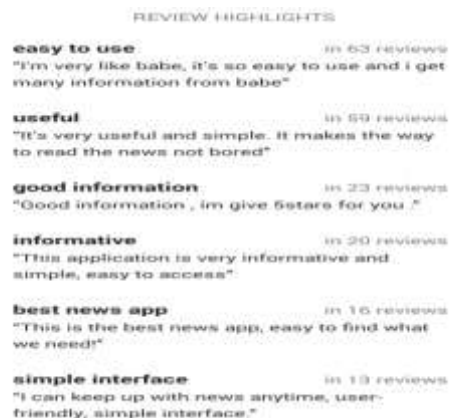 REVIEW HIGHLIGHTS
easy to use in 63 reviews
"I'm very like babe, it's so easy to use and i get
many information from babe"
useful in 59 reviews
"It's very useful and simple. It makes the way
to read the news not bored"
good information in 23 reviews
"Good information , im give 5stars for you ."
informative in 20 reviews
"This application is very informative and
simple, easy to access"
best news app in 16 reviews
"This is the best news app, easy to find what
we need!"
simple interface in 13 reviews
"I can keep up with news anytime, user-
friendly, simple interface."